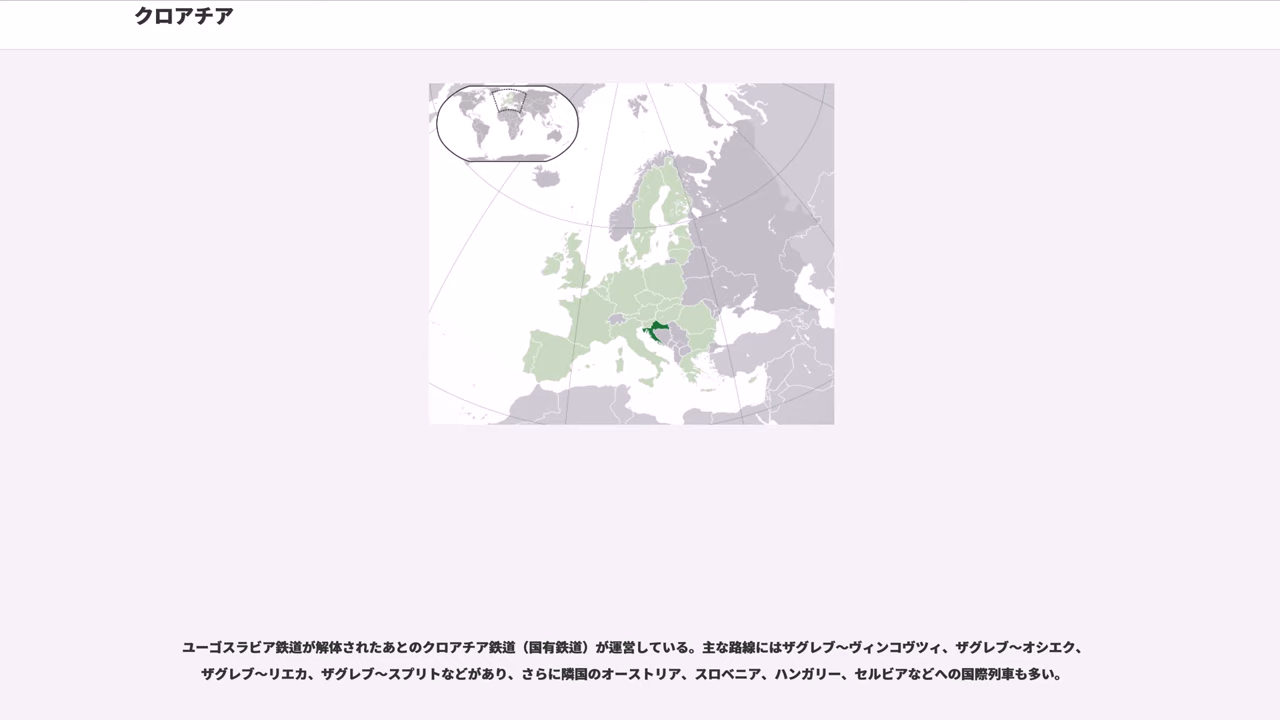 クロアチア
ユーゴスラビア鉄道が解体されたあとのクロアチア鉄道（国有鉄道）が運営している。主な路線にはザグレブ〜ヴィンコヴツィ、ザグレブ〜オシエク、
ザグレブ〜リエカ、ザグレブ〜スプリトなどがあり、さらに隣国のオーストリア、スロベニア、ハンガリー、セルビアなどへの国際列車も多い。